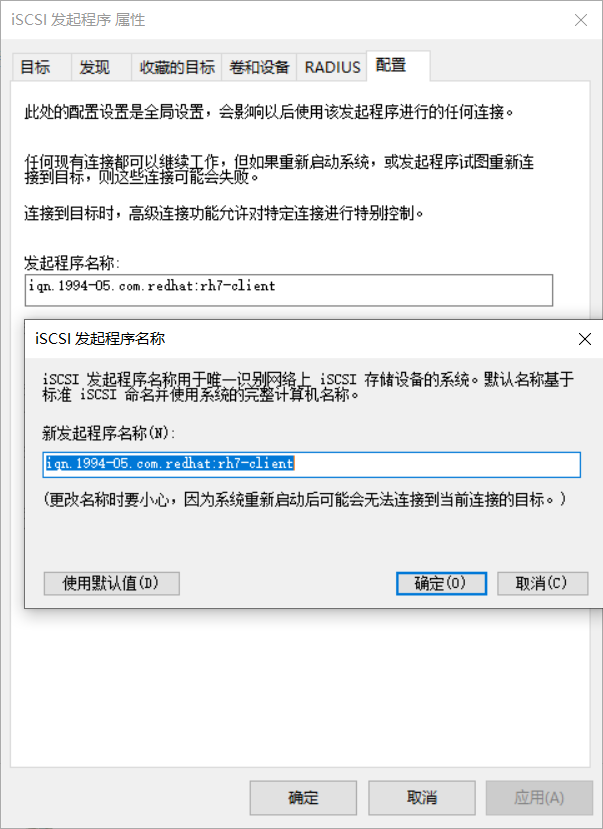 iSCSI 发起程序 属性
目标 发现 收藏的目标 卷和设备 RADIUS 配置
此处的配置设置是全局设置，会影响以后使用该发起程序进行的任何连接。
任何现有连接都可以继续工作，但如果重新启动系统，或发起程序试图重新连
接到目标，则这些连接可能会失败。
连接到目标时，高级连接功能允许对特定连接进行特别控制。
发起程序名称:
iqn.1994-05.com.redhat:rh7-client
iSCSI 发起程序名称
iSCSI 发起程序名称用于唯一识别网络上 iSCSI 存储设备的系统。默认名称基于
标准 iSCSI 命名并使用系统的完整计算机名称。
新发起程序名称(N):
iqn.1994-05.com.redhat:rh7-client
(更改名称时要小心，因为系统重新启动后可能会无法连接到当前连接的目标。)
使用默认值(D) 确定(O) 取消(C)
确定 取消 应用(A)